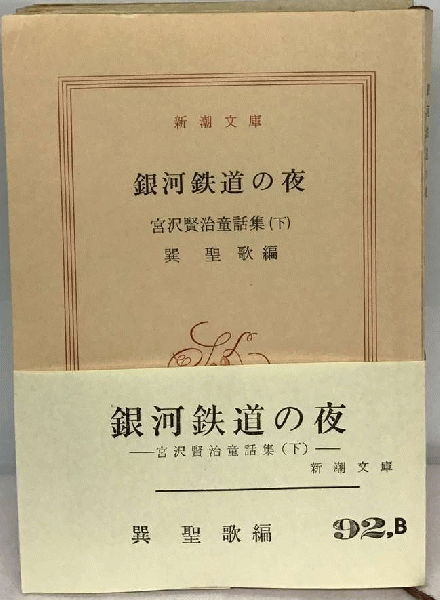 新潮文庫
銀河鉄道の夜
宮沢賢治童話集(下)
巽聖歌編
銀河鉄道の夜
―宮沢賢治童話集(下)―
新潮文庫
巽聖歌編
92,B